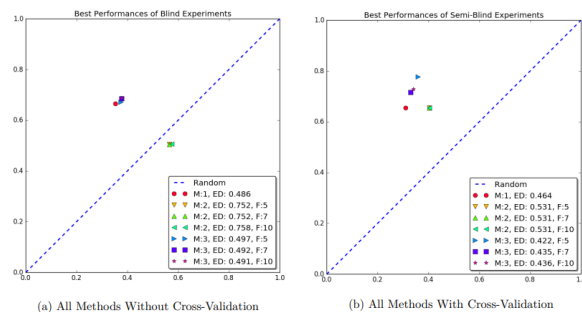 Best Performances of Blind Experiments
1.0
0.8
0.6
0.4
0.2
0.0
0.0 0.2 0.4 0.6 0.8 1.0
Random
M:1, ED: 0.486
M:2, ED: 0.752, F:5
M:2, ED: 0.752, F:7
M:2, ED: 0.758, F:10
M:3, ED: 0.497, F:5
M:3, ED: 0.492, F:7
M:3, ED: 0.491, F:10
(a) All Methods Without Cross-Validation
Best Performances of Semi-Blind Experiments
1.0
0.8
0.6
0.4
0.2
0.0
0.0 0.2 0.4 0.6 0.8 1.0
Random
M:1, ED: 0.464
M:2, ED: 0.531, F:5
M:2, ED: 0.531, F:7
M:2, ED: 0.531, F:10
M:3, ED: 0.422, F:5
M:3, ED: 0.435, F:7
M:3, ED: 0.436, F:10
(b) All Methods With Cross-Validation